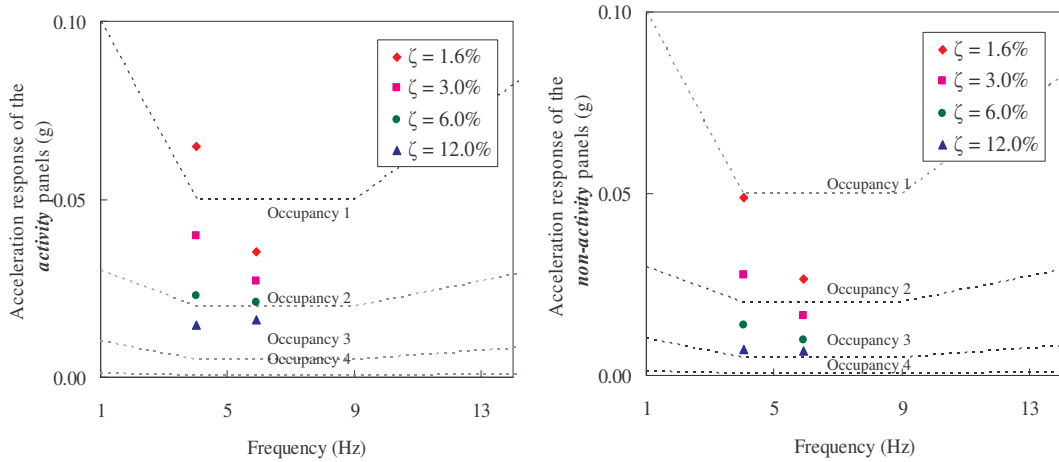 Acceleration response of the
activity panels (g)
0.10
0.05
0.00
ζ = 1.6%
ζ = 3.0%
ζ = 6.0%
ζ = 12.0%
Occupancy 1
Occupancy 2
Occupancy 3
Occupancy 4
1
5
9
13
Frequency (Hz)
Acceleration response of the
non-activity panels (g)
0.10
0.05
0.00
ζ = 1.6%
ζ = 3.0%
ζ = 6.0%
ζ = 12.0%
Occupancy 1
Occupancy 2
Occupancy 3
Occupancy 4
1
5
9
13
Frequency (Hz)